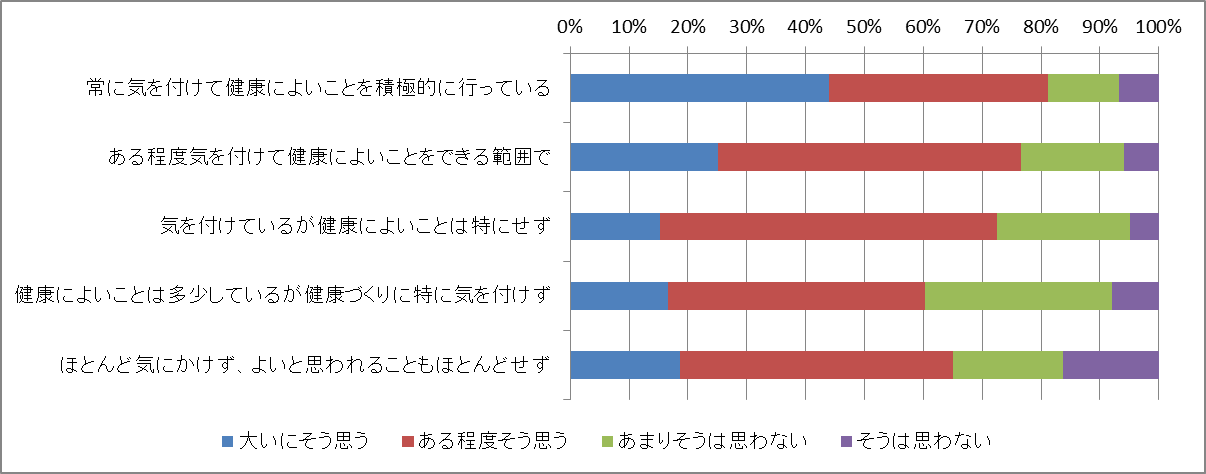 0% 10% 20% 30% 40% 50% 60% 70% 80% 90% 100%
常に気を付けて健康によいことを積極的に行っている
ある程度気を付けて健康によいことをできる範囲で
気を付けているが健康によいことは特にせず
健康によいことは多少しているが健康づくりに特に気を付けず
ほとんど気にかけず、よいと思われることもほとんどせず
大いにそう思う ある程度そう思う あまりそうは思わない そうは思わない